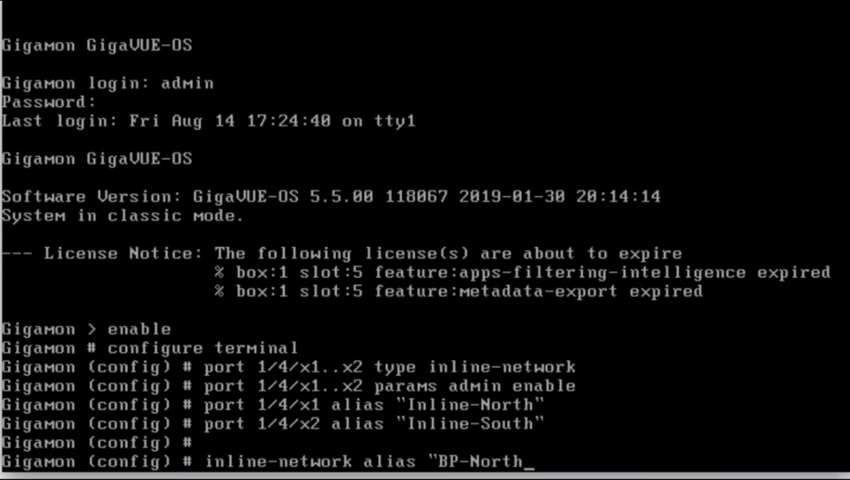 Gigamon GigaVUE-OS
Gigamon login: admin
Password:
Last login: Fri Aug 14 17:24:40 on tty1
Gigamon GigaVUE-OS
Software Version: GigaVUE-OS 5.5.00 118067 2019-01-30 20:14:14
System in classic mode.
--- License Notice: The following license(s) are about to expire
% box:1 slot:5 feature:apps-filtering-intelligence expired
% box:1 slot:5 feature:metadata-export expired
Gigamon > enable
Gigamon # configure terminal
Gigamon (config) # port 1/4/x1..x2 type inline-network
Gigamon (config) # port 1/4/x1..x2 params admin enable
Gigamon (config) # port 1/4/x1 alias "Inline-North"
Gigamon (config) # port 1/4/x2 alias "Inline-South"
Gigamon (config) #
Gigamon (config) # inline-network alias "BP-North_